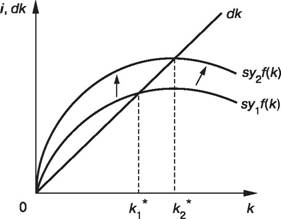 i, dk
dk
sy₂f(k)
sy₁f(k)
0
k₁*
k₂*
k